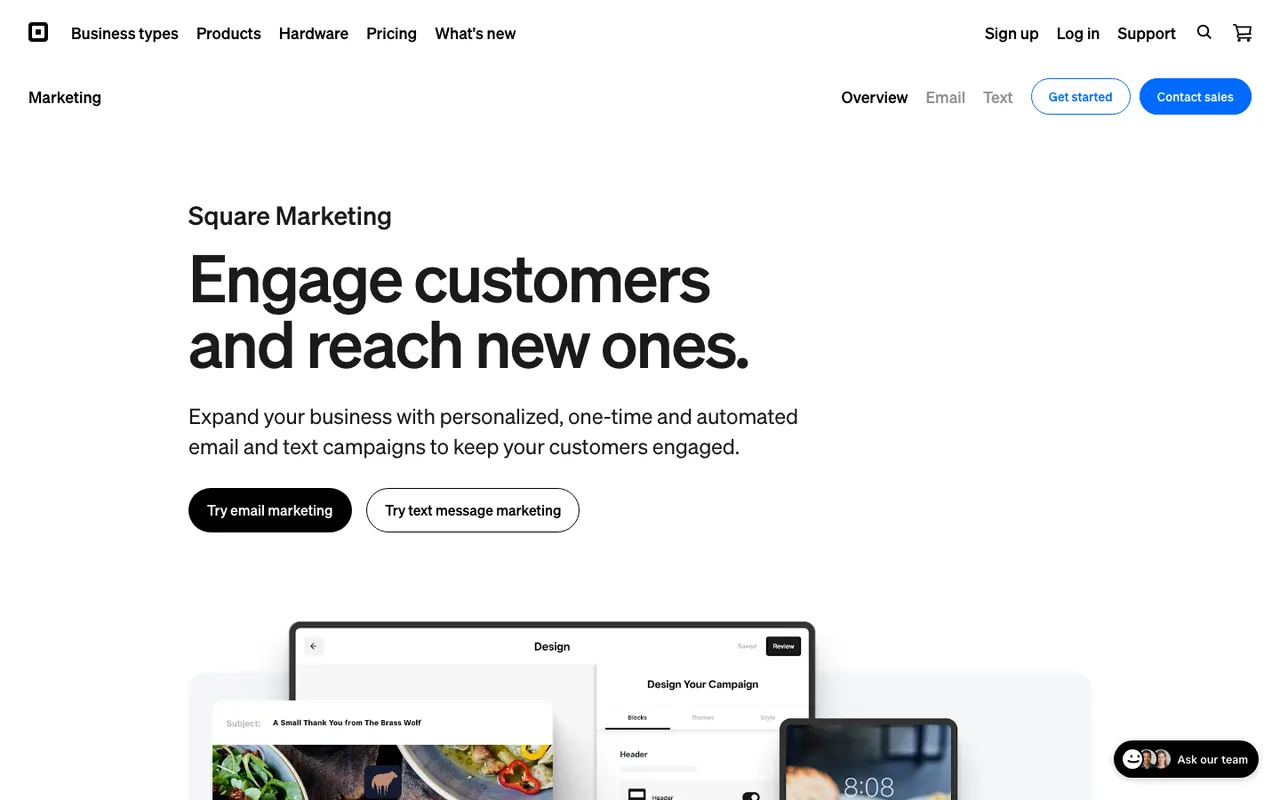 Business types Products Hardware Pricing What's new Sign up Log in Support
Marketing Overview Email Text Get started Contact sales
Square Marketing
Engage customers
and reach new ones.
Expand your business with personalized, one-time and automated
email and text campaigns to keep your customers engaged.
Try email marketing Try text message marketing
Design Saved Review
Design Your Campaign
Subject: A Small Thank You from The Brass Wolf
Blocks Themes Style
Header
Header
8:08
Ask our team